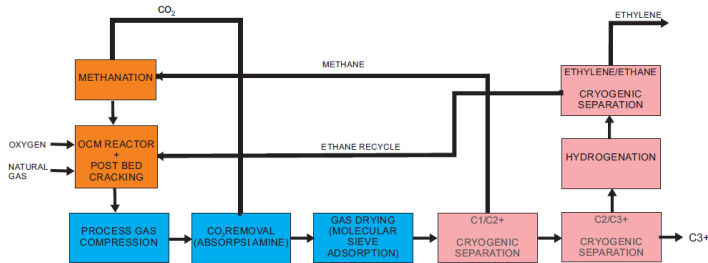 CO₂
ETHYLENE
METHANE
METHANATION
ETHYLENE/ETHANE
CRYOGENIC
SEPARATION
OXYGEN
NATURAL
GAS
OCM REACTOR
+
POST BED
CRACKING
ETHANE RECYCLE
HYDROGENATION
PROCESS GAS
COMPRESSION
CO₂REMOVAL
(ABSORPSI AMINE)
GAS DRYING
(MOLECULAR
SIEVE
ADSORPTION)
C1/C2+
CRYOGENIC
SEPARATION
C2/C3+
CRYOGENIC
SEPARATION
C3+